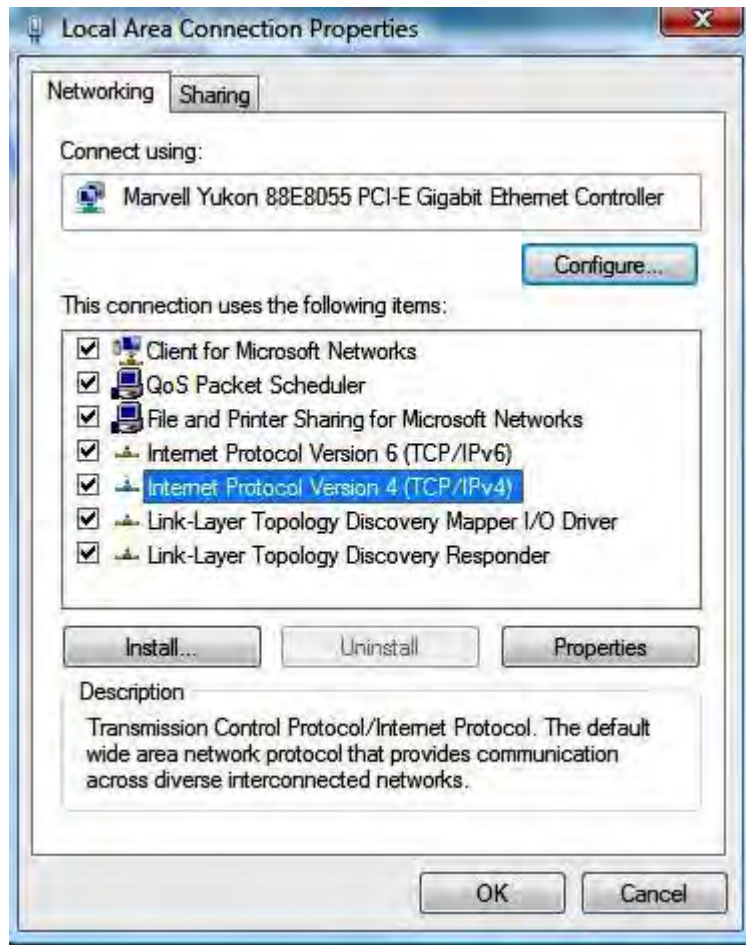 Local Area Connection Properties
Networking
Sharing
Connect using:
Marvell Yukon 88E8055 PCI-E Gigabit Ethernet Controller
Configure...
This connection uses the following items:
Client for Microsoft Networks
QoS Packet Scheduler
File and Printer Sharing for Microsoft Networks
Internet Protocol Version 6 (TCP/IPv6)
Internet Protocol Version 4 (TCP/IPv4)
Link-Layer Topology Discovery Mapper I/O Driver
Link-Layer Topology Discovery Responder
Install...
Uninstall
Properties
Description
Transmission Control Protocol/Internet Protocol. The default
wide area network protocol that provides communication
across diverse interconnected networks.
OK
Cancel